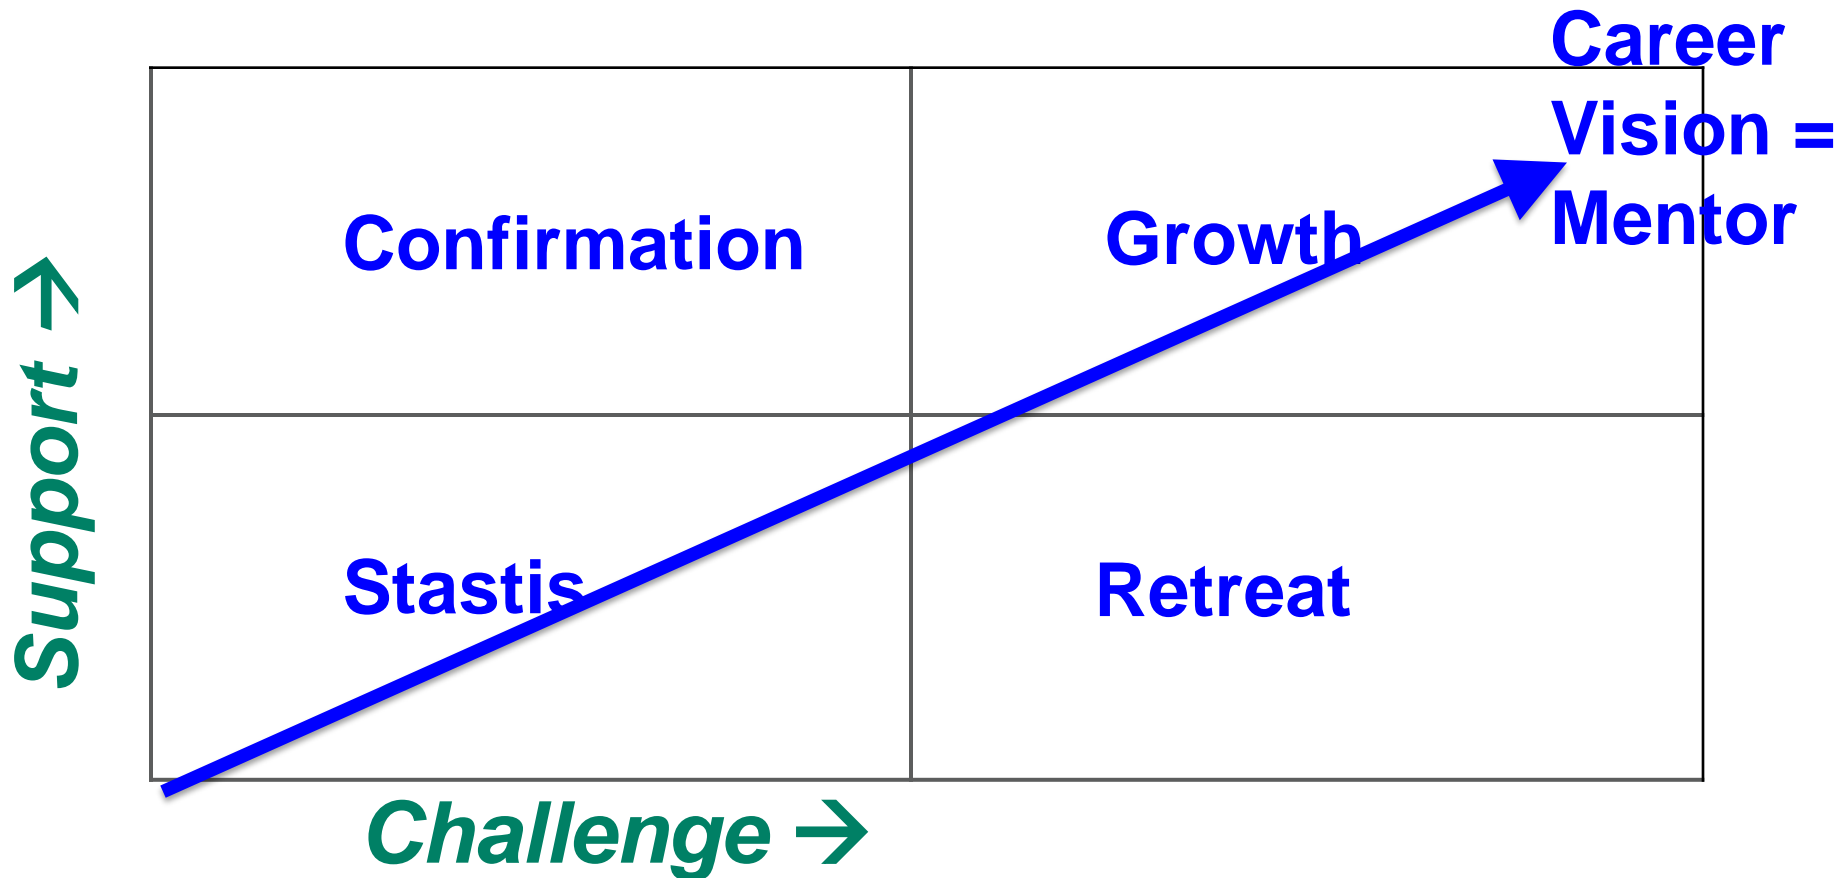 Career
Vision =
Mentor
Confirmation
Growth
Support →
Stastis
Retreat
Challenge →